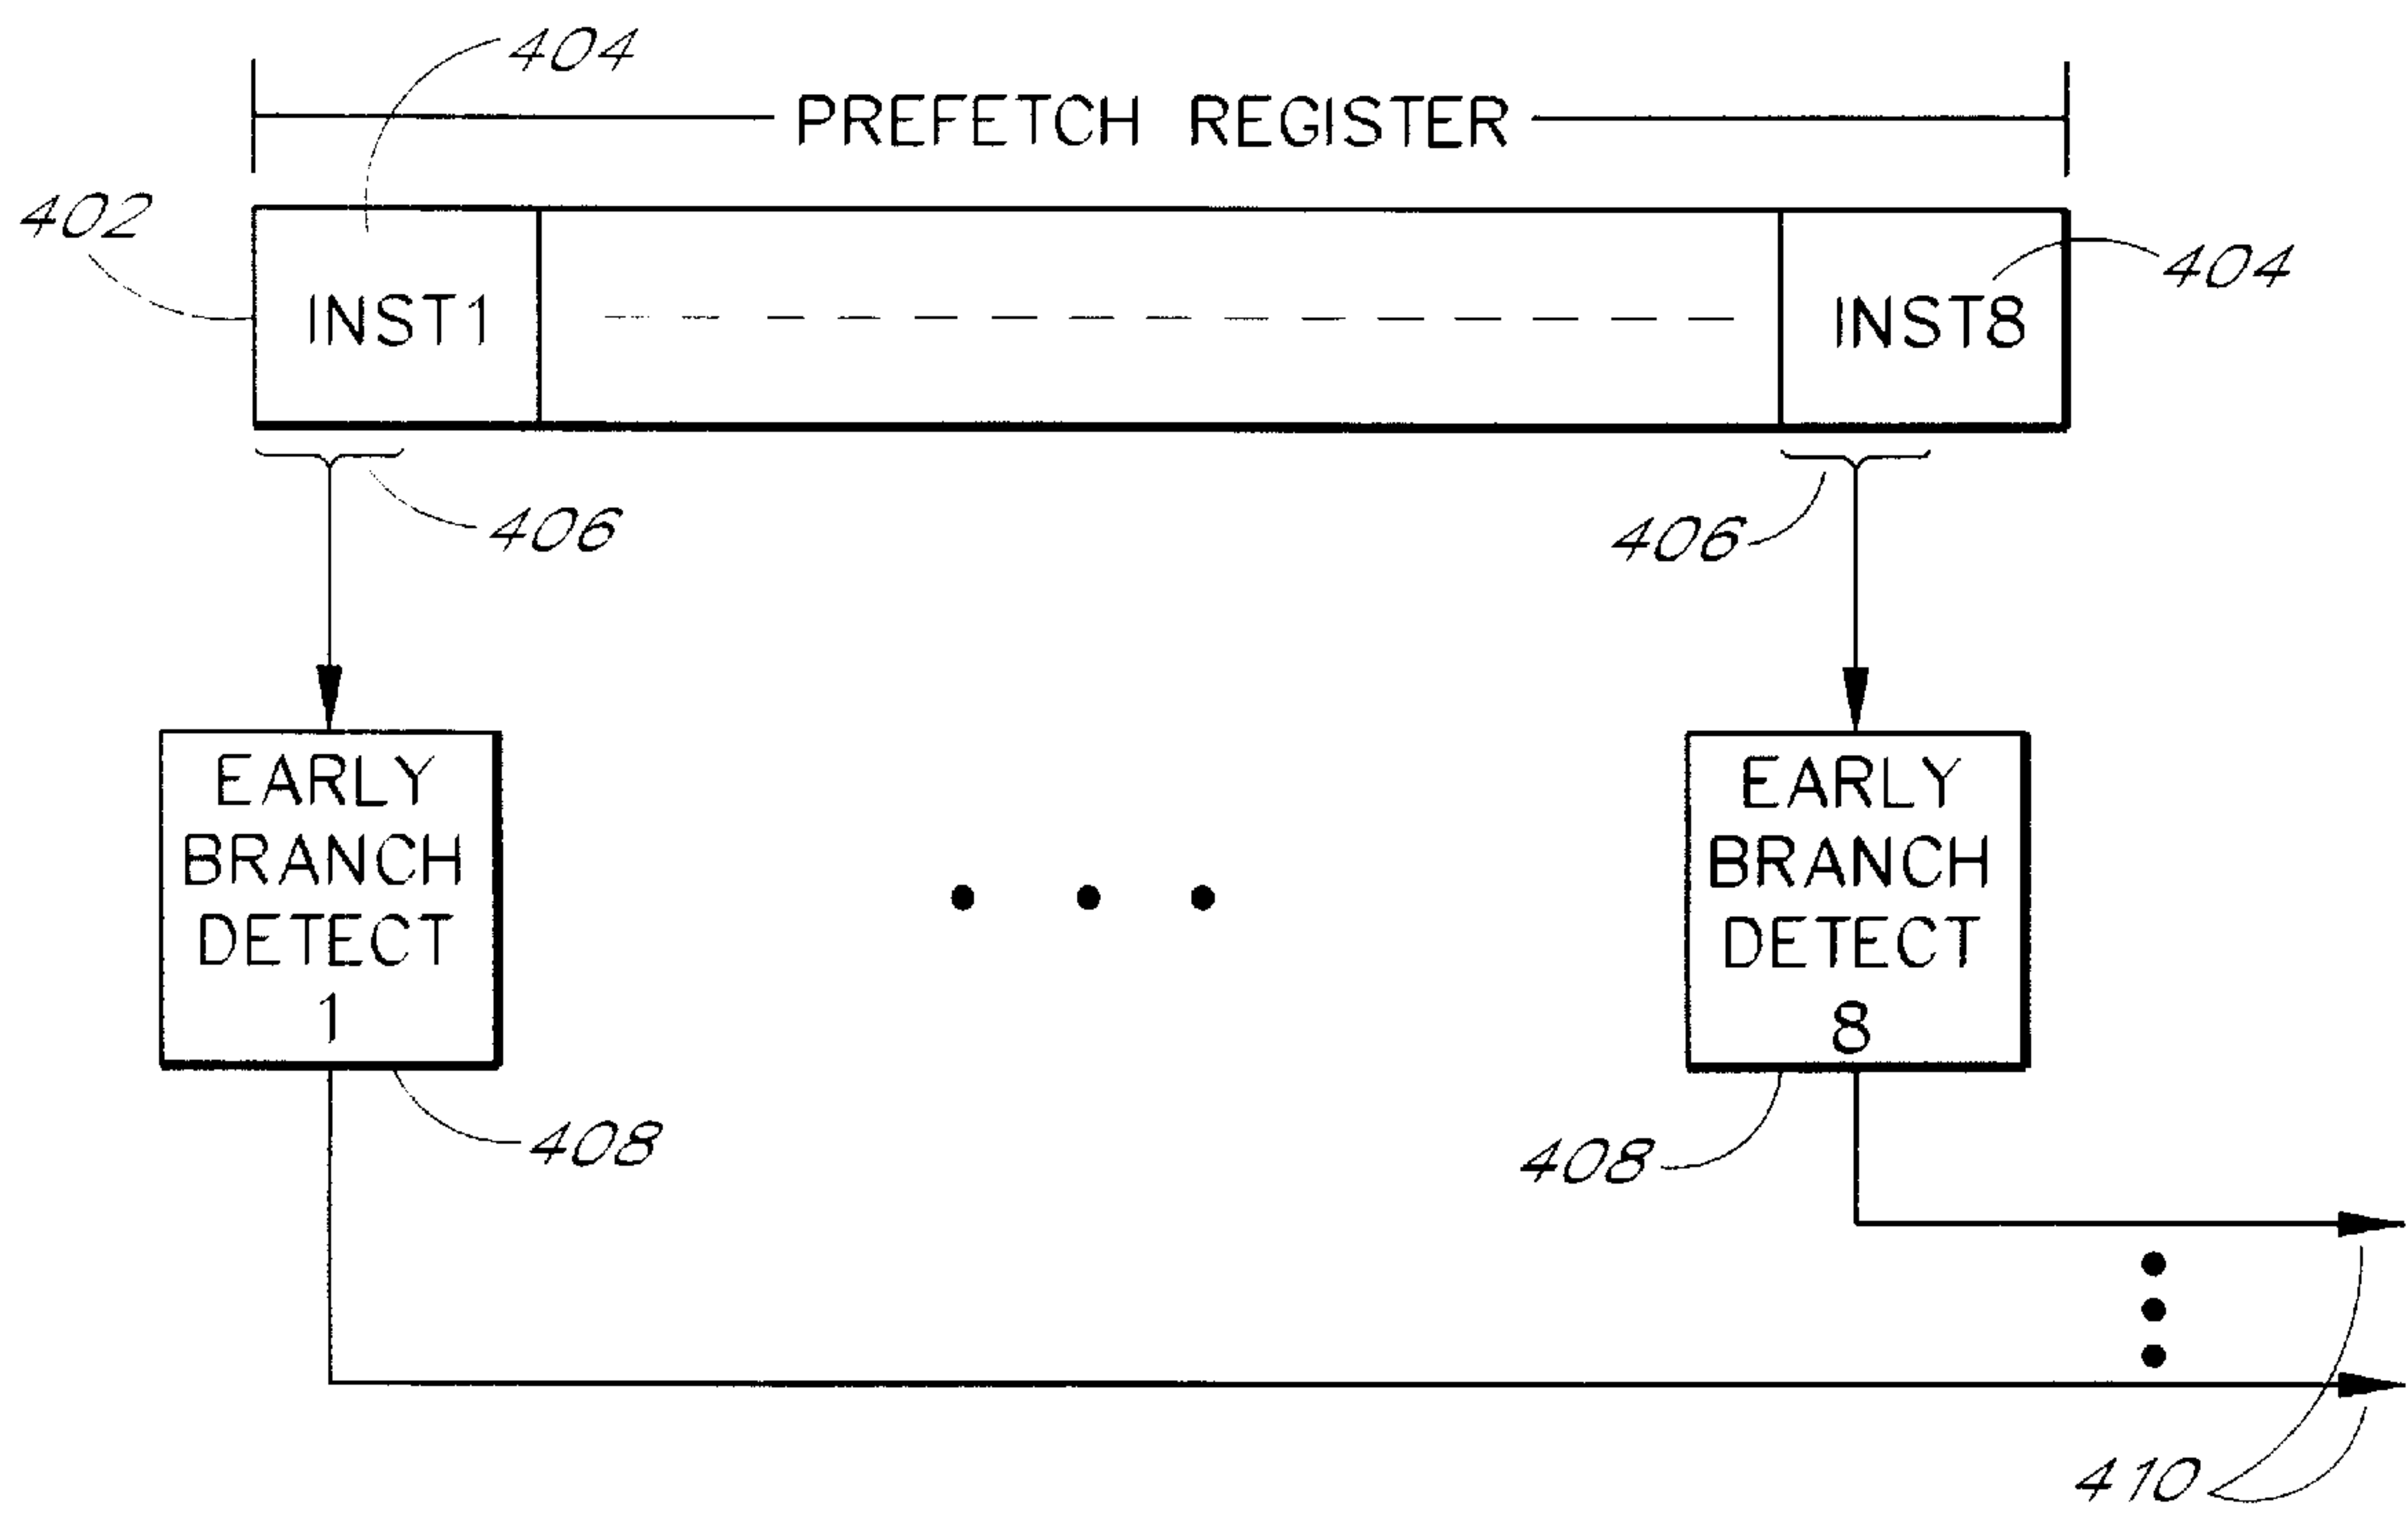 404
PREFETCH REGISTER
402
INST1
INST8
404
406
406
EARLY
BRANCH
DETECT
1
EARLY
BRANCH
DETECT
8
408
408
410